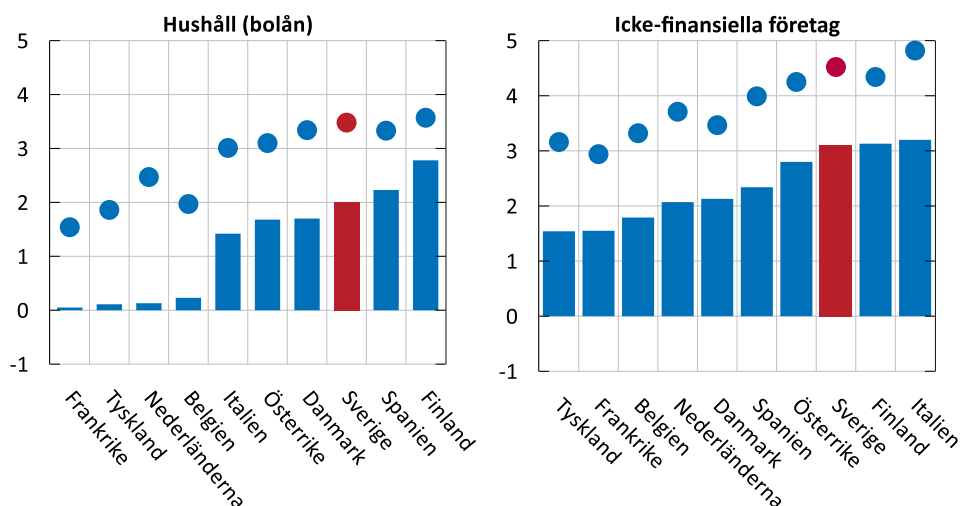 Hushåll (bolån)
5
4
3
2
1
0
-1
Frankrike
Tyskland
Nederländerna
Belgien
Italien
Österrike
Danmark
Sverige
Spanien
Finland
Icke-finansiella företag
5
4
3
2
1
0
-1
Tyskland
Frankrike
Belgien
Nederländerna
Danmark
Spanien
Österrike
Sverige
Finland
Italien